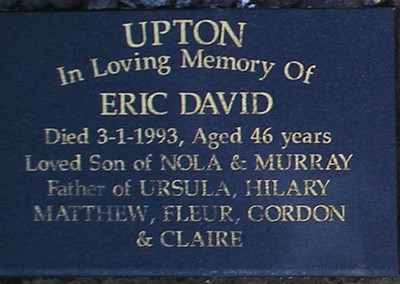 UPTON
In Loving Memory Of
ERIC DAVID
Died 3-1-1993, Aged 46 years
Loved Son of NOLA & MURRAY
Father of URSULA, HILARY
MATTHEW, FLEUR, GORDON
& CLAIRE